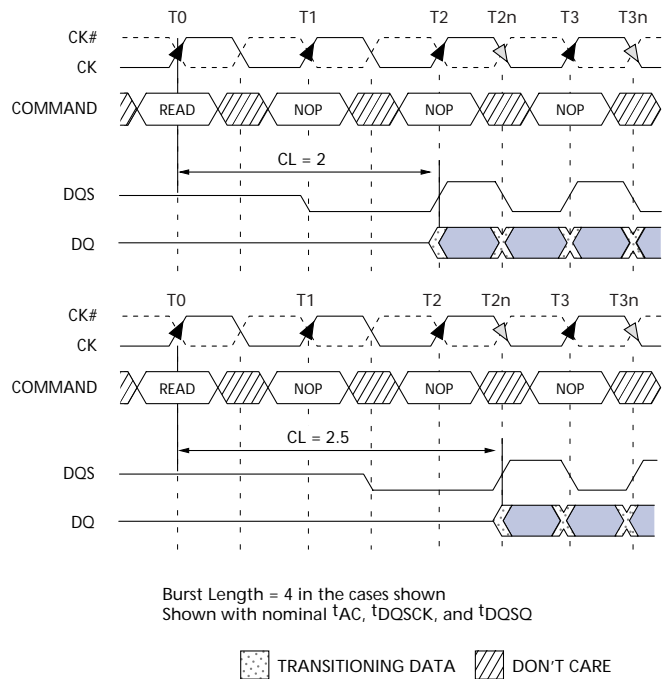 T0 T1 T2 T2n T3 T3n
CK#
CK
COMMAND READ NOP NOP NOP
CL = 2
DQS
DQ
T0 T1 T2 T2n T3 T3n
CK#
CK
COMMAND READ NOP NOP NOP
CL = 2.5
DQS
DQ
Burst Length = 4 in the cases shown
Shown with nominal tAC, tDQSCK, and tDQSQ
TRANSITIONING DATA DON'T CARE